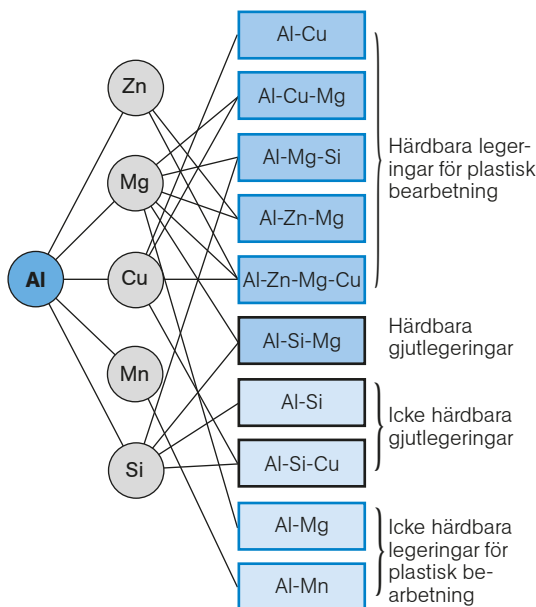 Al
Zn
Mg
Cu
Mn
Si
Al-Cu
Al-Cu-Mg
Al-Mg-Si
Al-Zn-Mg
Al-Zn-Mg-Cu
Al-Si-Mg
Al-Si
Al-Si-Cu
Al-Mg
Al-Mn
Härdbara leger-
ingar för plastisk
bearbetning
Härdbara
gjutlegeringar
Icke härdbara
gjutlegeringar
Icke härdbara
legeringar för
plastisk be-
arbetning